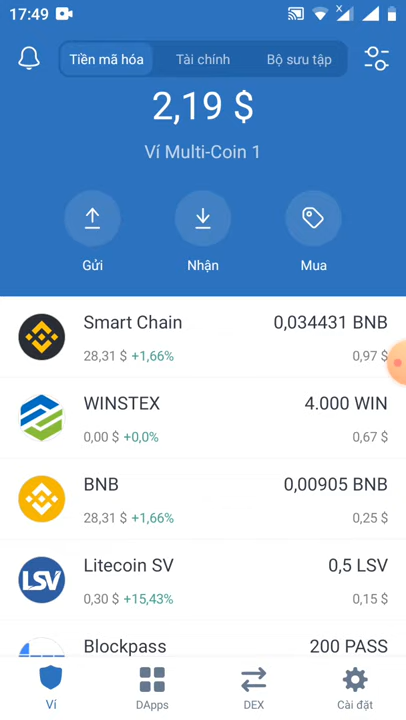 17:49
Tiền mã hóa
Tài chính
Bộ sưu tập
2,19 $
Ví Multi-Coin 1
Gửi
Nhận
Mua
Smart Chain 0,034431 BNB
28,31 $ +1,66% 0,97 $
WINSTEX 4.000 WIN
0,00 $ +0,0% 0,67 $
BNB 0,00905 BNB
28,31 $ +1,66% 0,25 $
LSV
Litecoin SV 0,5 LSV
0,30 $ +15,43% 0,15 $
Blockpass 200 PASS
Ví
DApps
DEX
Cài đặt